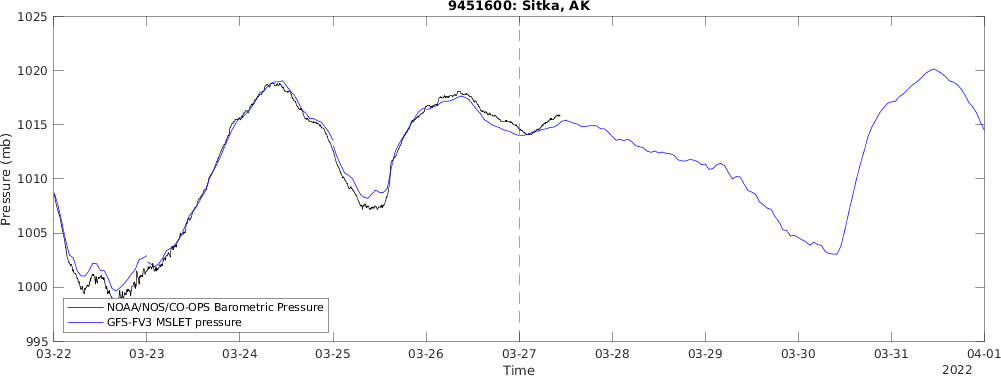 9451600: Sitka, AK
1025
1020
1015
1010
1005
1000
995
Pressure (mb)
NOAA/NOS/CO-OPS Barometric Pressure
GFS-FV3 MSLET pressure
03-22 03-23 03-24 03-25 03-26 03-27 03-28 03-29 03-30 03-31 04-01
Time
2022